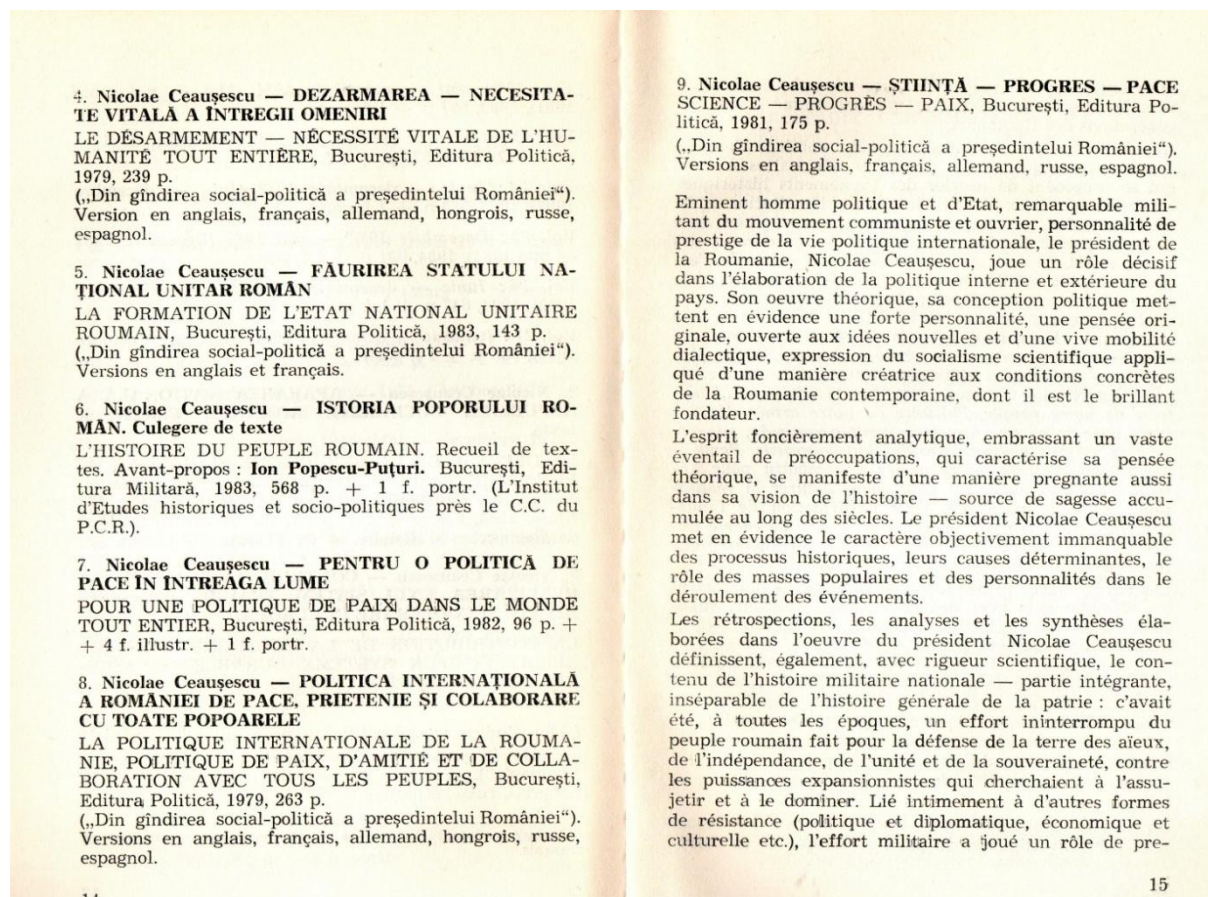 4. Nicolae Ceaușescu — DEZARMAREA — NECESITA-
TE VITALĂ A ÎNTREGII OMENIRI
LE DÉSARMEMENT — NÉCESSITÉ VITALE DE L'HU-
MANITÉ TOUT ENTIÈRE, București, Editura Politică,
1979, 239 p.
(„Din gîndirea social-politică a președintelui României“).
Version en anglais, français, allemand, hongrois, russe,
espagnol.
5. Nicolae Ceaușescu — FĂURIREA STATULUI NA-
ȚIONAL UNITAR ROMÂN
LA FORMATION DE L'ETAT NATIONAL UNITAIRE
ROUMAIN, București, Editura Politică, 1983, 143 p.
(„Din gîndirea social-politică a președintelui României“).
Versions en anglais et français.
6. Nicolae Ceaușescu — ISTORIA POPORULUI RO-
MÂN. Culegere de texte
L'HISTOIRE DU PEUPLE ROUMAIN. Recueil de tex-
tes. Avant-propos : Ion Popescu-Puțuri. București, Edi-
tura Militară, 1983, 568 p. + 1 f. portr. (L'Institut
d'Etudes historiques et socio-politiques près le C.C. du
P.C.R.).
7. Nicolae Ceaușescu — PENTRU O POLITICĂ DE
PACE ÎN ÎNTREAGA LUME
POUR UNE POLITIQUE DE PAIX DANS LE MONDE
TOUT ENTIER, București, Editura Politică, 1982, 96 p. +
+ 4 f. illustr. + 1 f. portr.
8. Nicolae Ceaușescu — POLITICA INTERNAȚIONALĂ
A ROMÂNIEI DE PACE, PRIETENIE ȘI COLABORARE
CU TOATE POPOARELE
LA POLITIQUE INTERNATIONALE DE LA ROUMA-
NIE, POLITIQUE DE PAIX, D'AMITIÉ ET DE COLLA-
BORATION AVEC TOUS LES PEUPLES, București,
Editura Politică, 1979, 263 p.
(„Din gîndirea social-politică a președintelui României“).
Versions en anglais, français, allemand, hongrois, russe,
espagnol.
9. Nicolae Ceaușescu — ȘTIINȚĂ — PROGRES — PACE
SCIENCE — PROGRÈS — PAIX, București, Editura Po-
litică, 1981, 175 p.
(„Din gîndirea social-politică a președintelui României“).
Versions en anglais, français, allemand, russe, espagnol.
Eminent homme politique et d'Etat, remarquable mili-
tant du mouvement communiste et ouvrier, personnalité de
prestige de la vie politique internationale, le président de
la Roumanie, Nicolae Ceaușescu, joue un rôle décisif
dans l'élaboration de la politique interne et extérieure du
pays. Son oeuvre théorique, sa conception politique met-
tent en évidence une forte personnalité, une pensée ori-
ginale, ouverte aux idées nouvelles et d'une vive mobilité
dialectique, expression du socialisme scientifique appli-
qué d'une manière créatrice aux conditions concrètes
de la Roumanie contemporaine, dont il est le brillant
fondateur.
L'esprit foncièrement analytique, embrassant un vaste
éventail de préoccupations, qui caractérise sa pensée
théorique, se manifeste d'une manière pregnante aussi
dans sa vision de l'histoire — source de sagesse accu-
mulée au long des siècles. Le président Nicolae Ceaușescu
met en évidence le caractère objectivement immanquable
des processus historiques, leurs causes déterminantes, le
rôle des masses populaires et des personnalités dans le
déroulement des événements.
Les rétrospections, les analyses et les synthèses éla-
borées dans l'oeuvre du président Nicolae Ceaușescu
définissent, également, avec rigueur scientifique, le con-
tenu de l'histoire militaire nationale — partie intégrante,
inséparable de l'histoire générale de la patrie : c'avait
été, à toutes les époques, un effort ininterrompu du
peuple roumain fait pour la défense de la terre des aïeux,
de l'indépendance, de l'unité et de la souveraineté, contre
les puissances expansionnistes qui cherchaient à l'assu-
jetir et à le dominer. Lié intimement à d'autres formes
de résistance (politique et diplomatique, économique et
culturelle etc.), l'effort militaire a joué un rôle de pre-
15